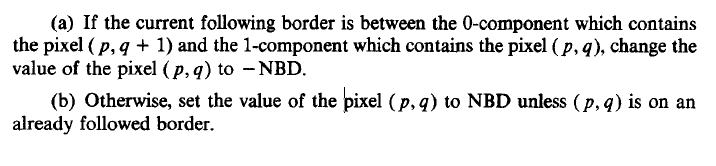 (a) If the current following border is between the 0-component which contains
the pixel (p, q + 1) and the 1-component which contains the pixel (p, q), change the
value of the pixel (p, q) to −NBD.
(b) Otherwise, set the value of the pixel (p, q) to NBD unless (p, q) is on an
already followed border.